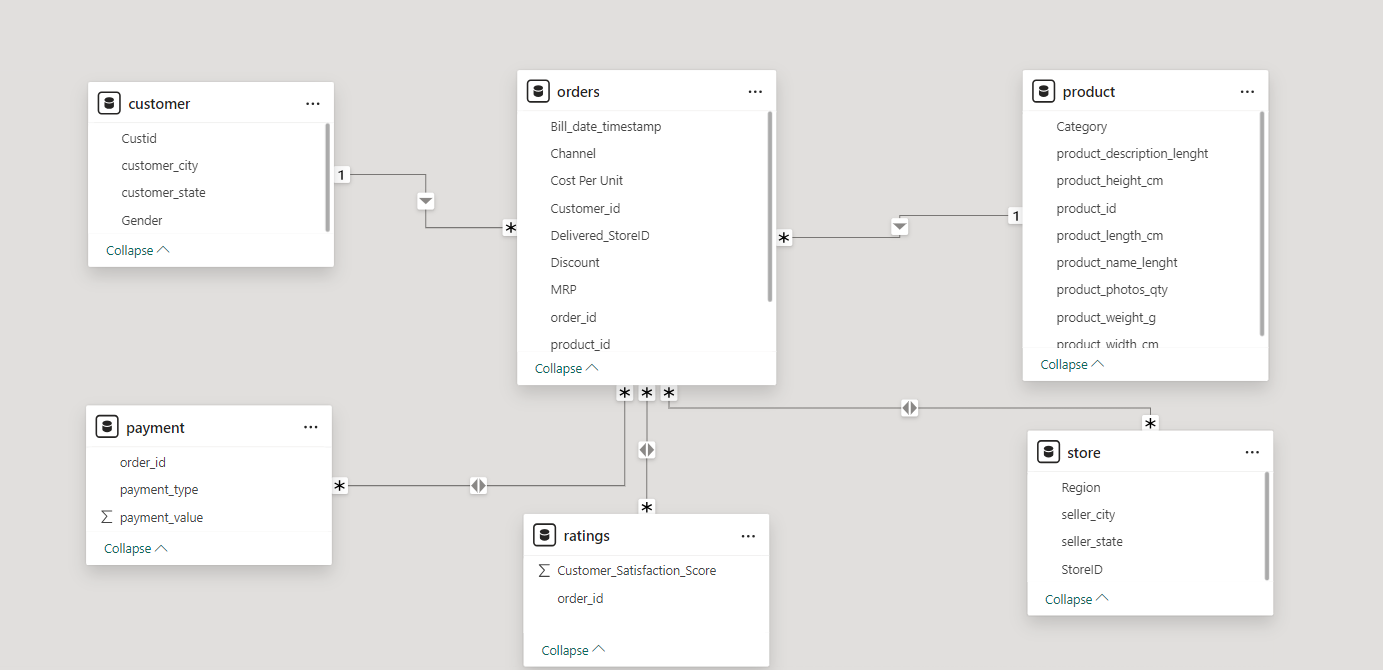 customer
...
Custid
customer_city
customer_state
Gender
Collapse
1
*
orders
...
Bill_date_timestamp
Channel
Cost Per Unit
Customer_id
Delivered_StoreID
Discount
MRP
order_id
product_id
Collapse
*
1
product
...
Category
product_description_lenght
product_height_cm
product_id
product_length_cm
product_name_lenght
product_photos_qty
product_weight_g
product_width_cm
Collapse
* * *
payment
...
order_id
payment_type
∑ payment_value
Collapse
*
*
ratings
...
∑ Customer_Satisfaction_Score
order_id
Collapse
*
store
...
Region
seller_city
seller_state
StoreID
Collapse